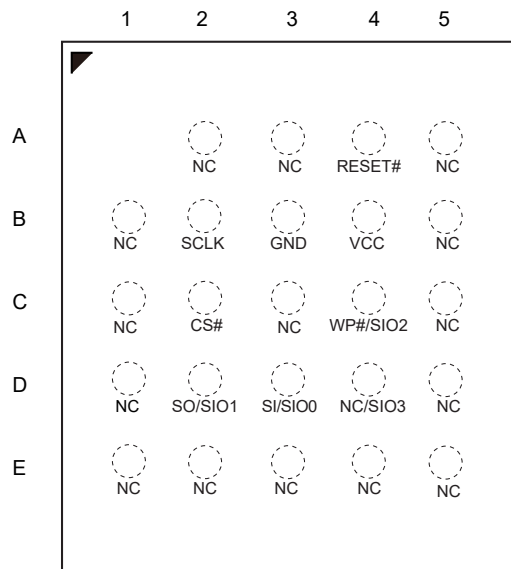 1 2 3 4 5
A
NC NC RESET# NC
B
NC SCLK GND VCC NC
C
NC CS# NC WP#/SIO2 NC
D
NC SO/SIO1 SI/SIO0 NC/SIO3 NC
E
NC NC NC NC NC